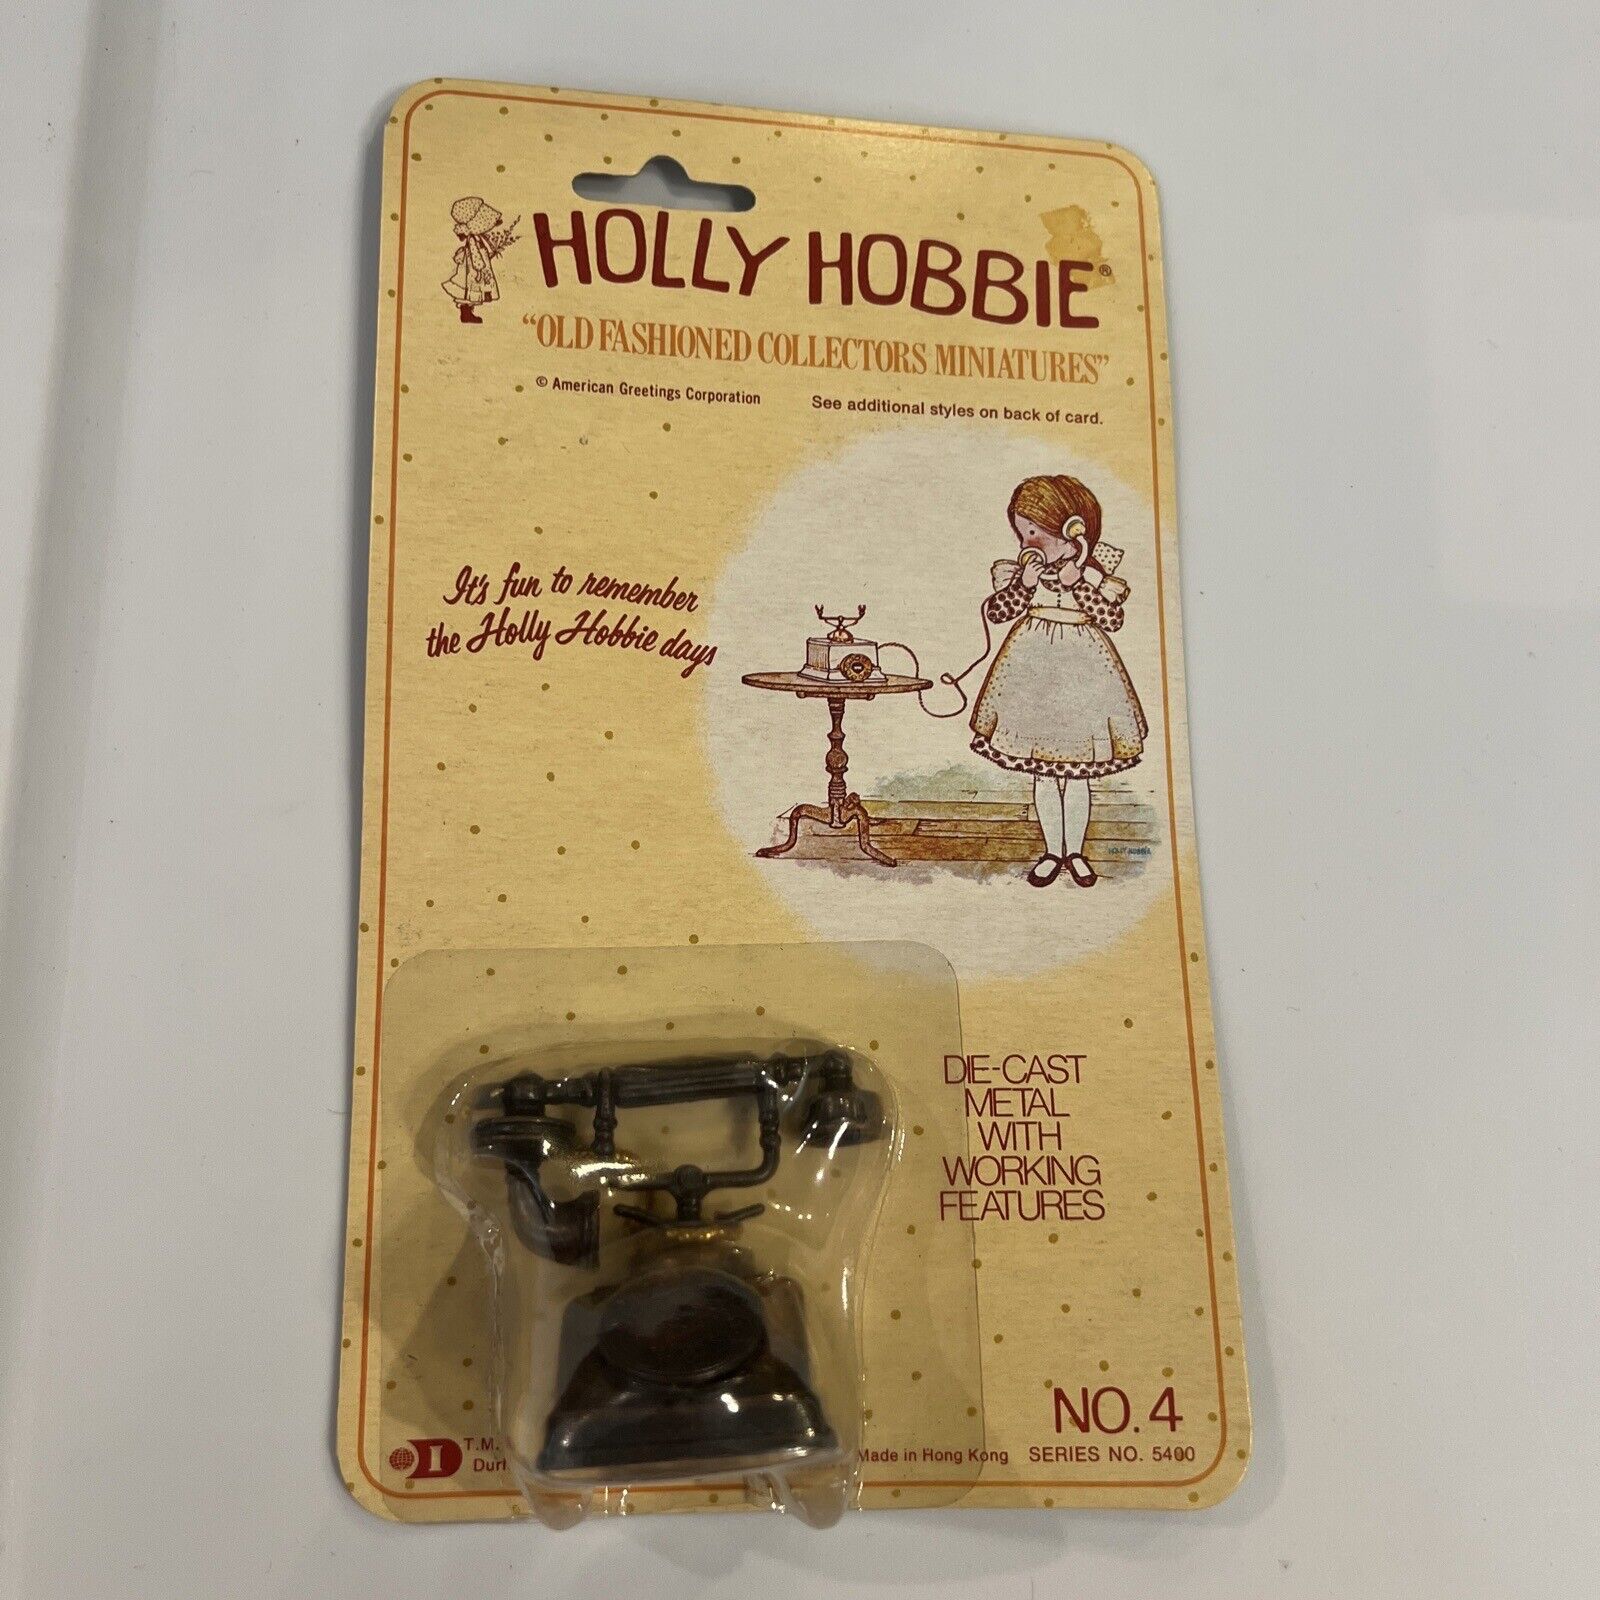 HOLLY HOBBIE®
“OLD FASHIONED COLLECTORS MINIATURES”
© American Greetings Corporation
See additional styles on back of card.
It's fun to remember
the Holly Hobbie days
HOLLY HOBBIE
DIE-CAST
METAL
WITH
WORKING
FEATURES
NO. 4
I
T.M.
Made in Hong Kong
SERIES NO. 5400